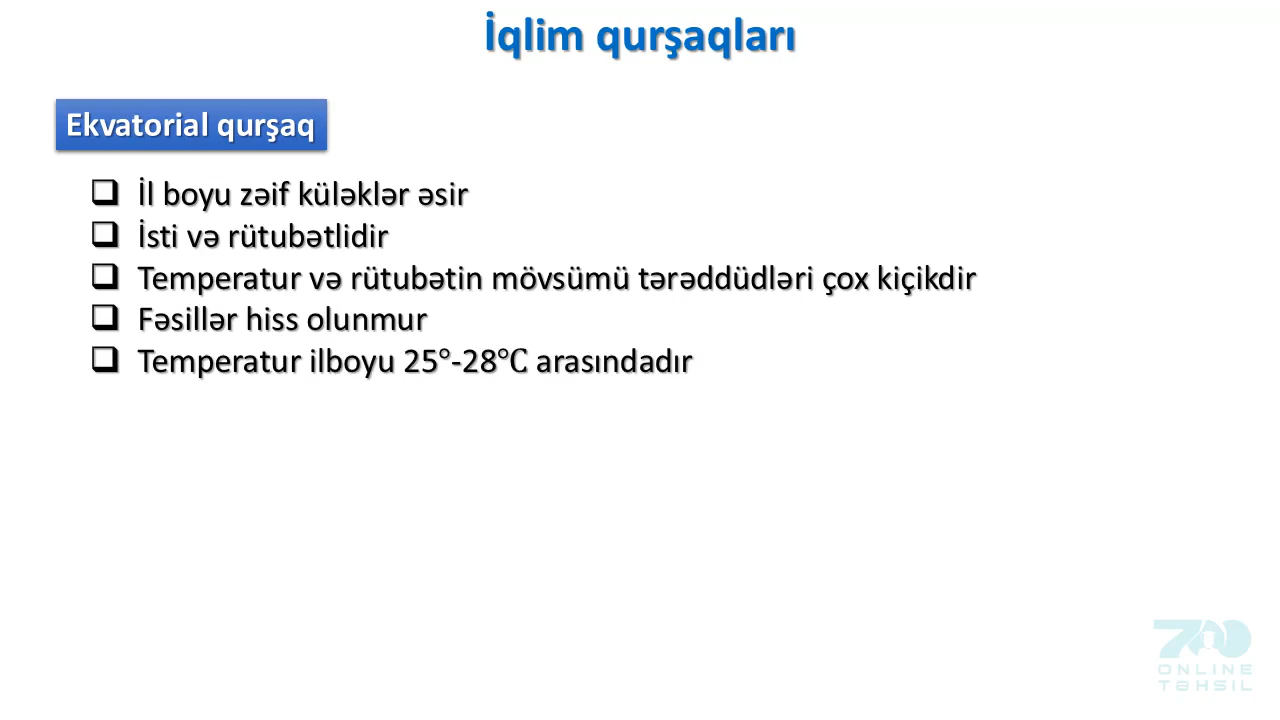 İqlim qurşaqları
Ekvatorial qurşaq
İl boyu zəif küləklər əsir
İsti və rütubətlidir
Temperatur və rütubətin mövsümü tərəddüdləri çox kiçikdir
Fəsillər hiss olunmur
Temperatur ilboyu 25°-28℃ arasındadır
700
ONLINE
TƏHSİL